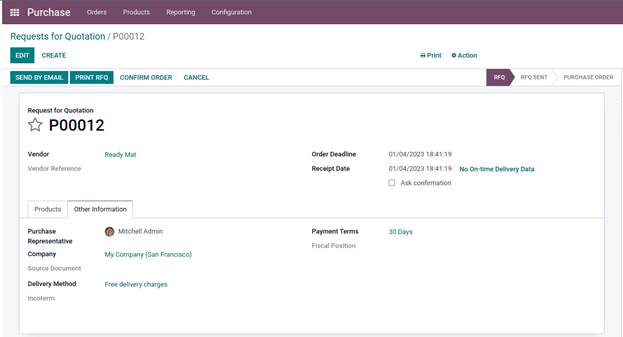 Purchase Orders Products Reporting Configuration
Requests for Quotation / P00012
EDIT CREATE Print Action
SEND BY EMAIL PRINT RFQ CONFIRM ORDER CANCEL RFQ RFQ SENT PURCHASE ORDER
Request for Quotation
P00012
Vendor Ready Mat Order Deadline 01/04/2023 18:41:19
Vendor Reference Receipt Date 01/04/2023 18:41:19 No On-time Delivery Data
Ask confirmation
Products Other Information
Purchase Representative Mitchell Admin Payment Terms 30 Days
Company My Company (San Francisco) Fiscal Position
Source Document
Delivery Method Free delivery charges
Incoterm